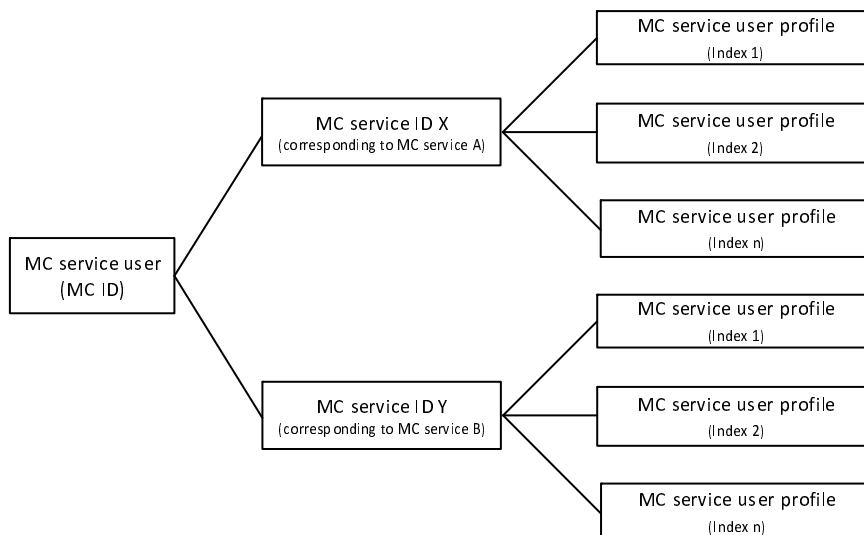 MC service user profile
(Index 1)
MC service ID X
(corresponding to MC service A)
MC service user profile
(Index 2)
MC service user profile
(Index n)
MC service user
(MC ID)
MC service user profile
(Index 1)
MC service ID Y
(corresponding to MC service B)
MC service user profile
(Index 2)
MC service user profile
(Index n)